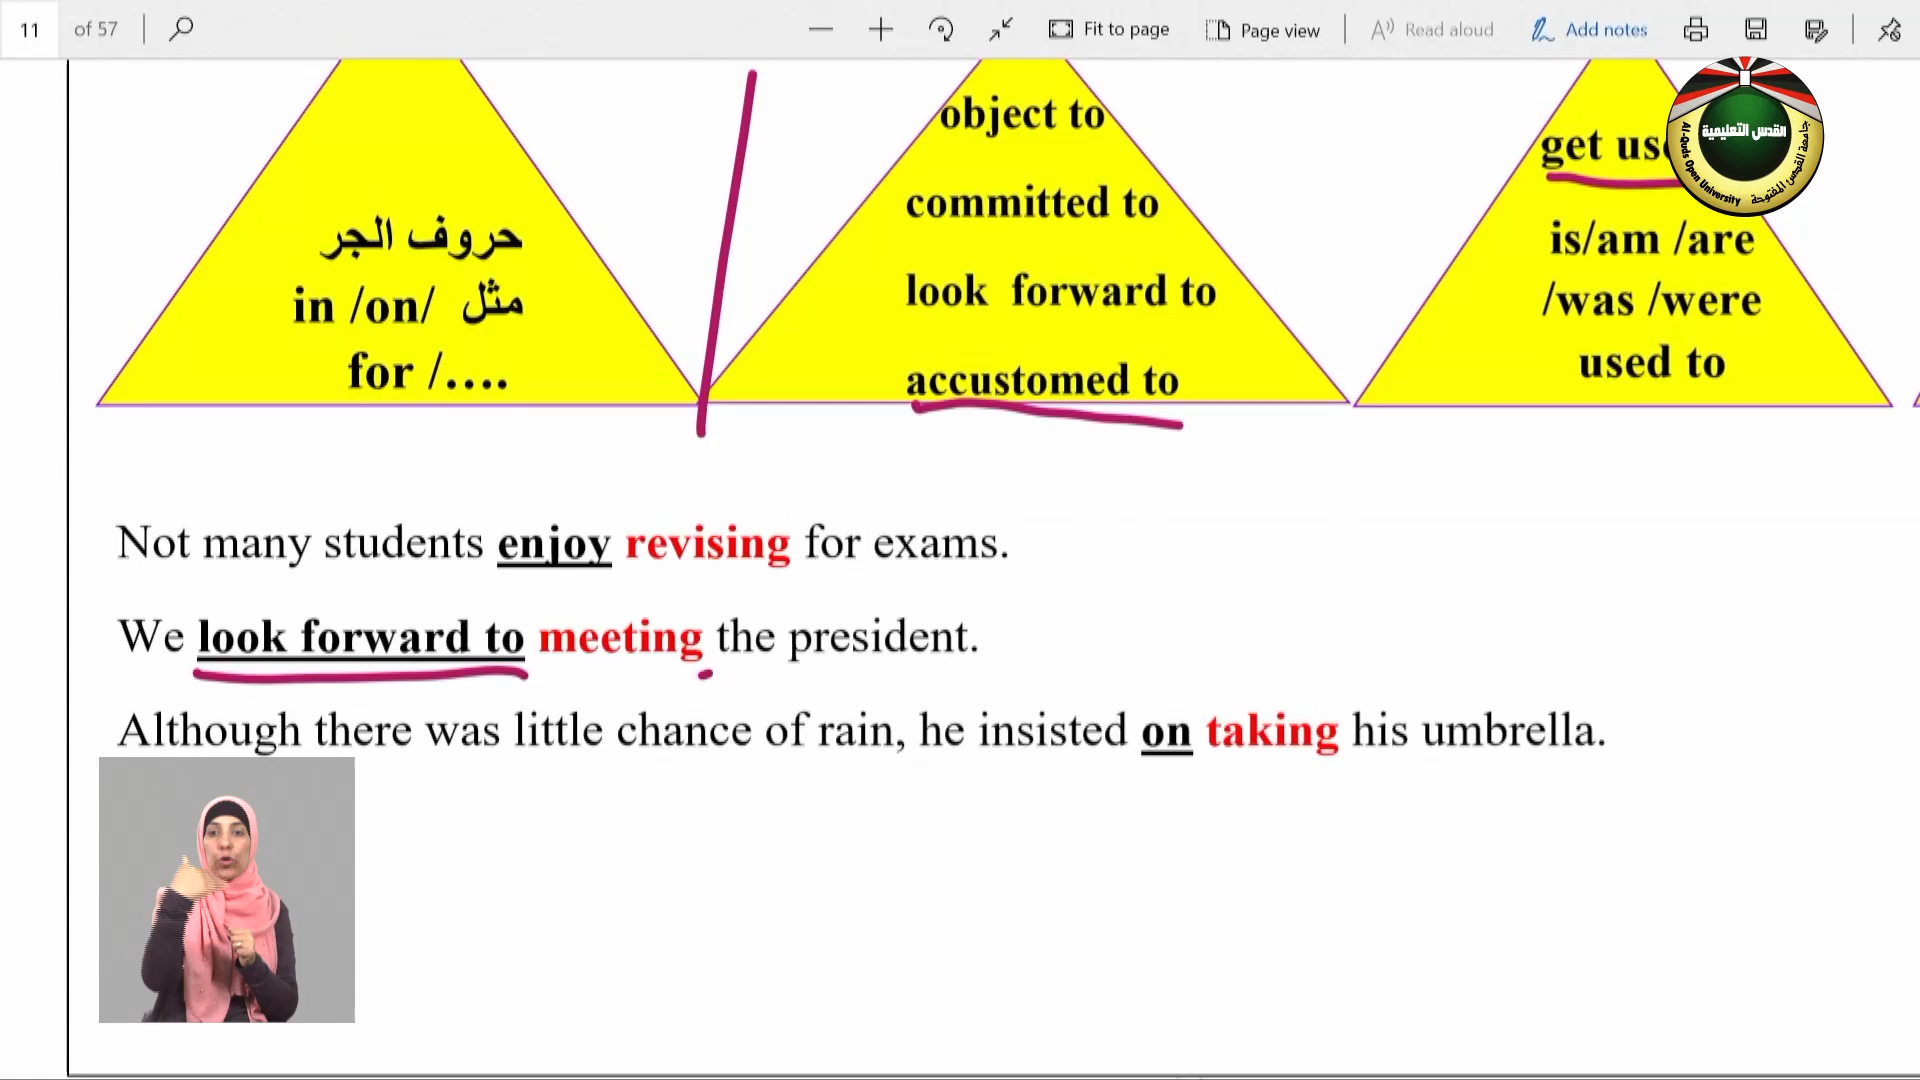 11 of 57
Fit to page
Page view
Read aloud
Add notes
حروف الجر
مثل in /on/
for /....
object to
committed to
look forward to
accustomed to
get
is/am /are
/was /were
used to
القدس التعليمية
Al-Quds Open University
جامعة القدس المفتوحة
Not many students enjoy revising for exams.
We look forward to meeting the president.
Although there was little chance of rain, he insisted on taking his umbrella.